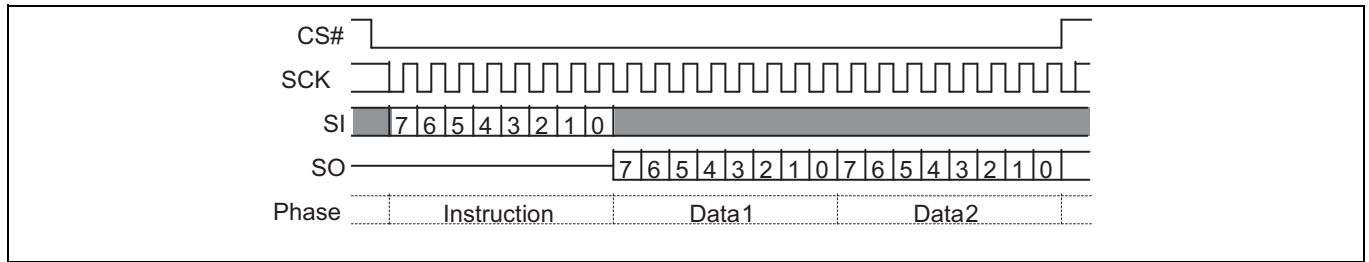 CS#
SCK
SI 7 6 5 4 3 2 1 0
SO 7 6 5 4 3 2 1 0 7 6 5 4 3 2 1 0
Phase Instruction Data1 Data2